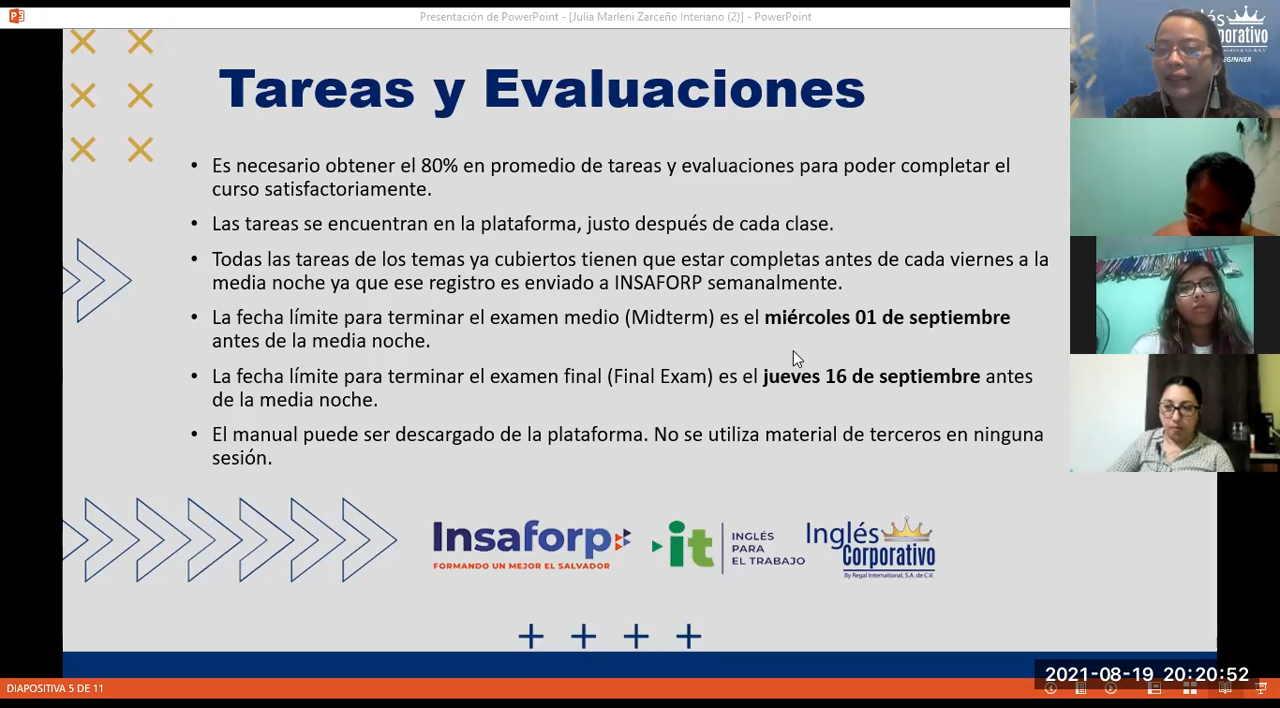 Presentación de PowerPoint - [Julia Marleni Zarceño Interiano (2)] - PowerPoint
Tareas y Evaluaciones
• Es necesario obtener el 80% en promedio de tareas y evaluaciones para poder completar el
curso satisfactoriamente.
• Las tareas se encuentran en la plataforma, justo después de cada clase.
• Todas las tareas de los temas ya cubiertos tienen que estar completas antes de cada viernes a la
media noche ya que ese registro es enviado a INSAFORP semanalmente.
• La fecha límite para terminar el examen medio (Midterm) es el miércoles 01 de septiembre
antes de la media noche.
• La fecha límite para terminar el examen final (Final Exam) es el jueves 16 de septiembre antes
de la media noche.
• El manual puede ser descargado de la plataforma. No se utiliza material de terceros en ninguna
sesión.
Insaforp
FORMANDO UN MEJOR EL SALVADOR
it
INGLÉS
PARA
EL TRABAJO
Inglés
Corporativo
By Regal International, S.A. de C.V.
2021-08-19 20:20:52
DIAPOSITIVA 5 DE 11